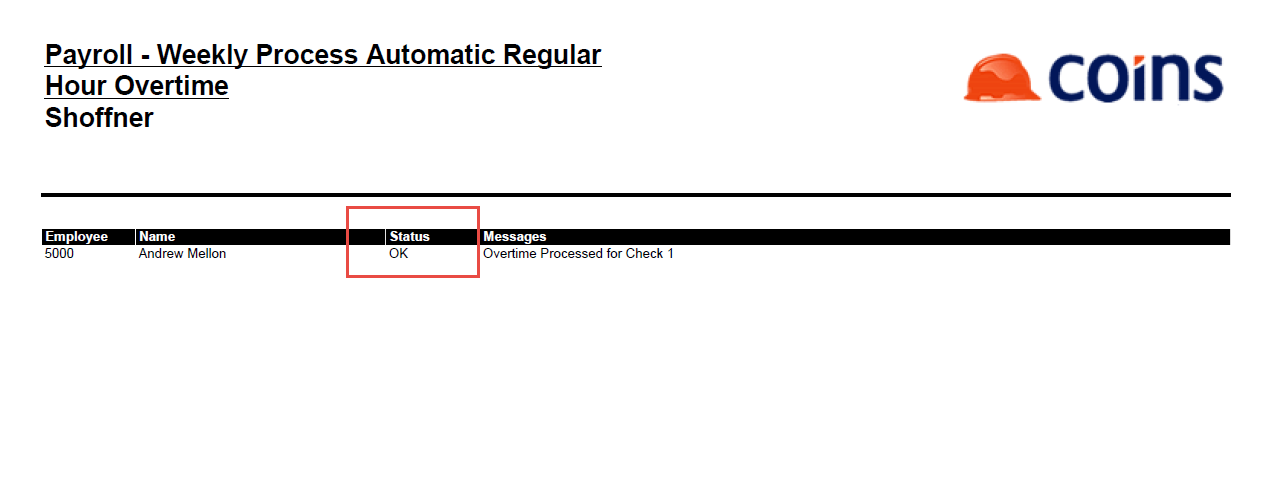 Payroll - Weekly Process Automatic Regular
Hour Overtime
Shoffner
coins
Employee Name Status Messages
5000 Andrew Mellon OK Overtime Processed for Check 1